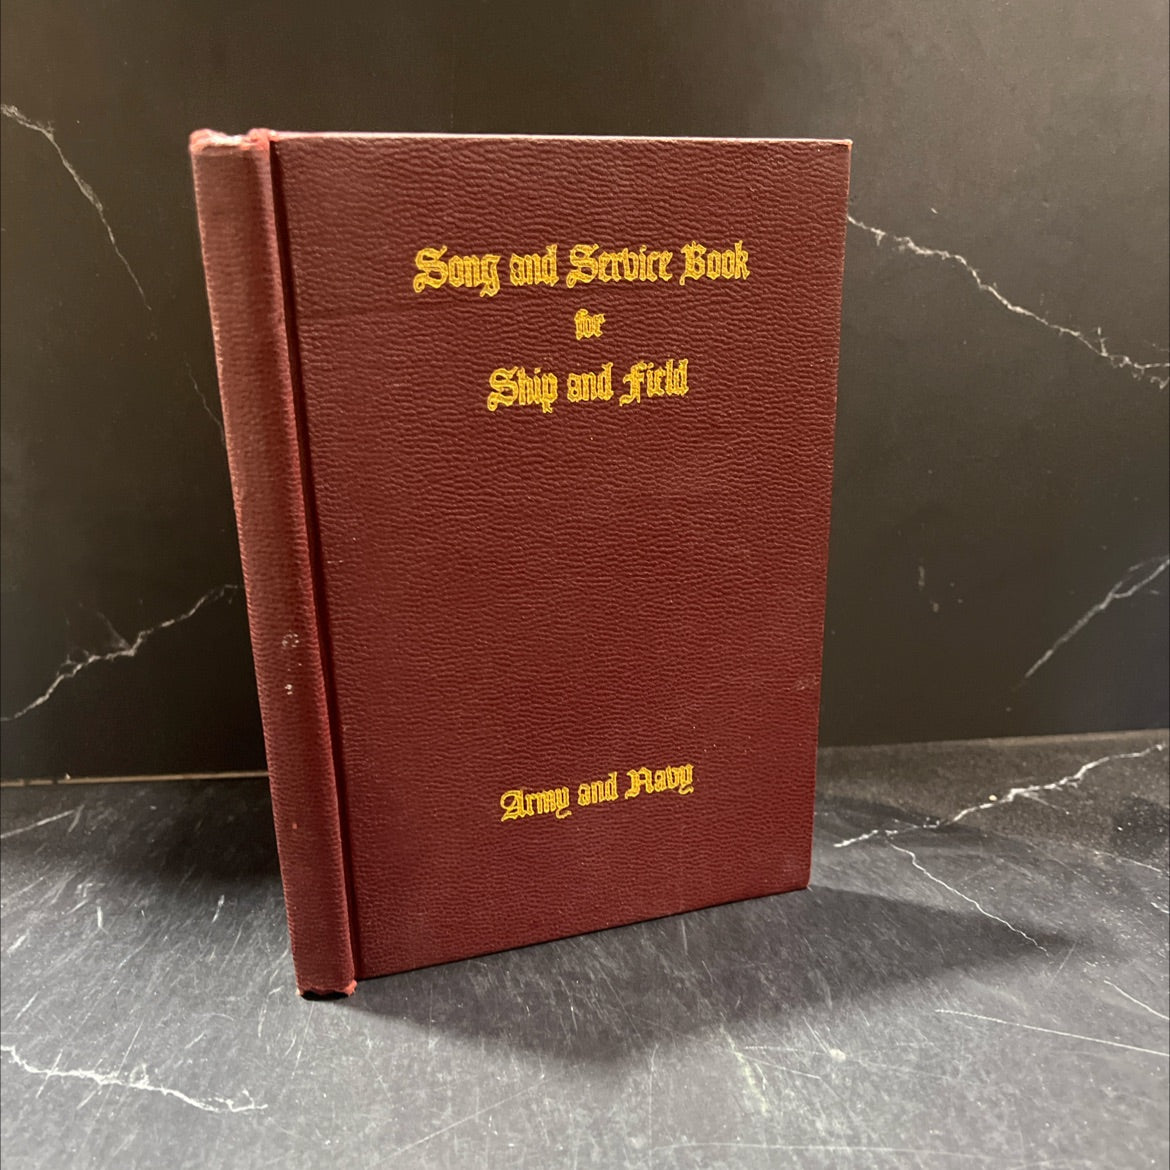 Song and Service Book
for
Ship and Field
Army and Navy